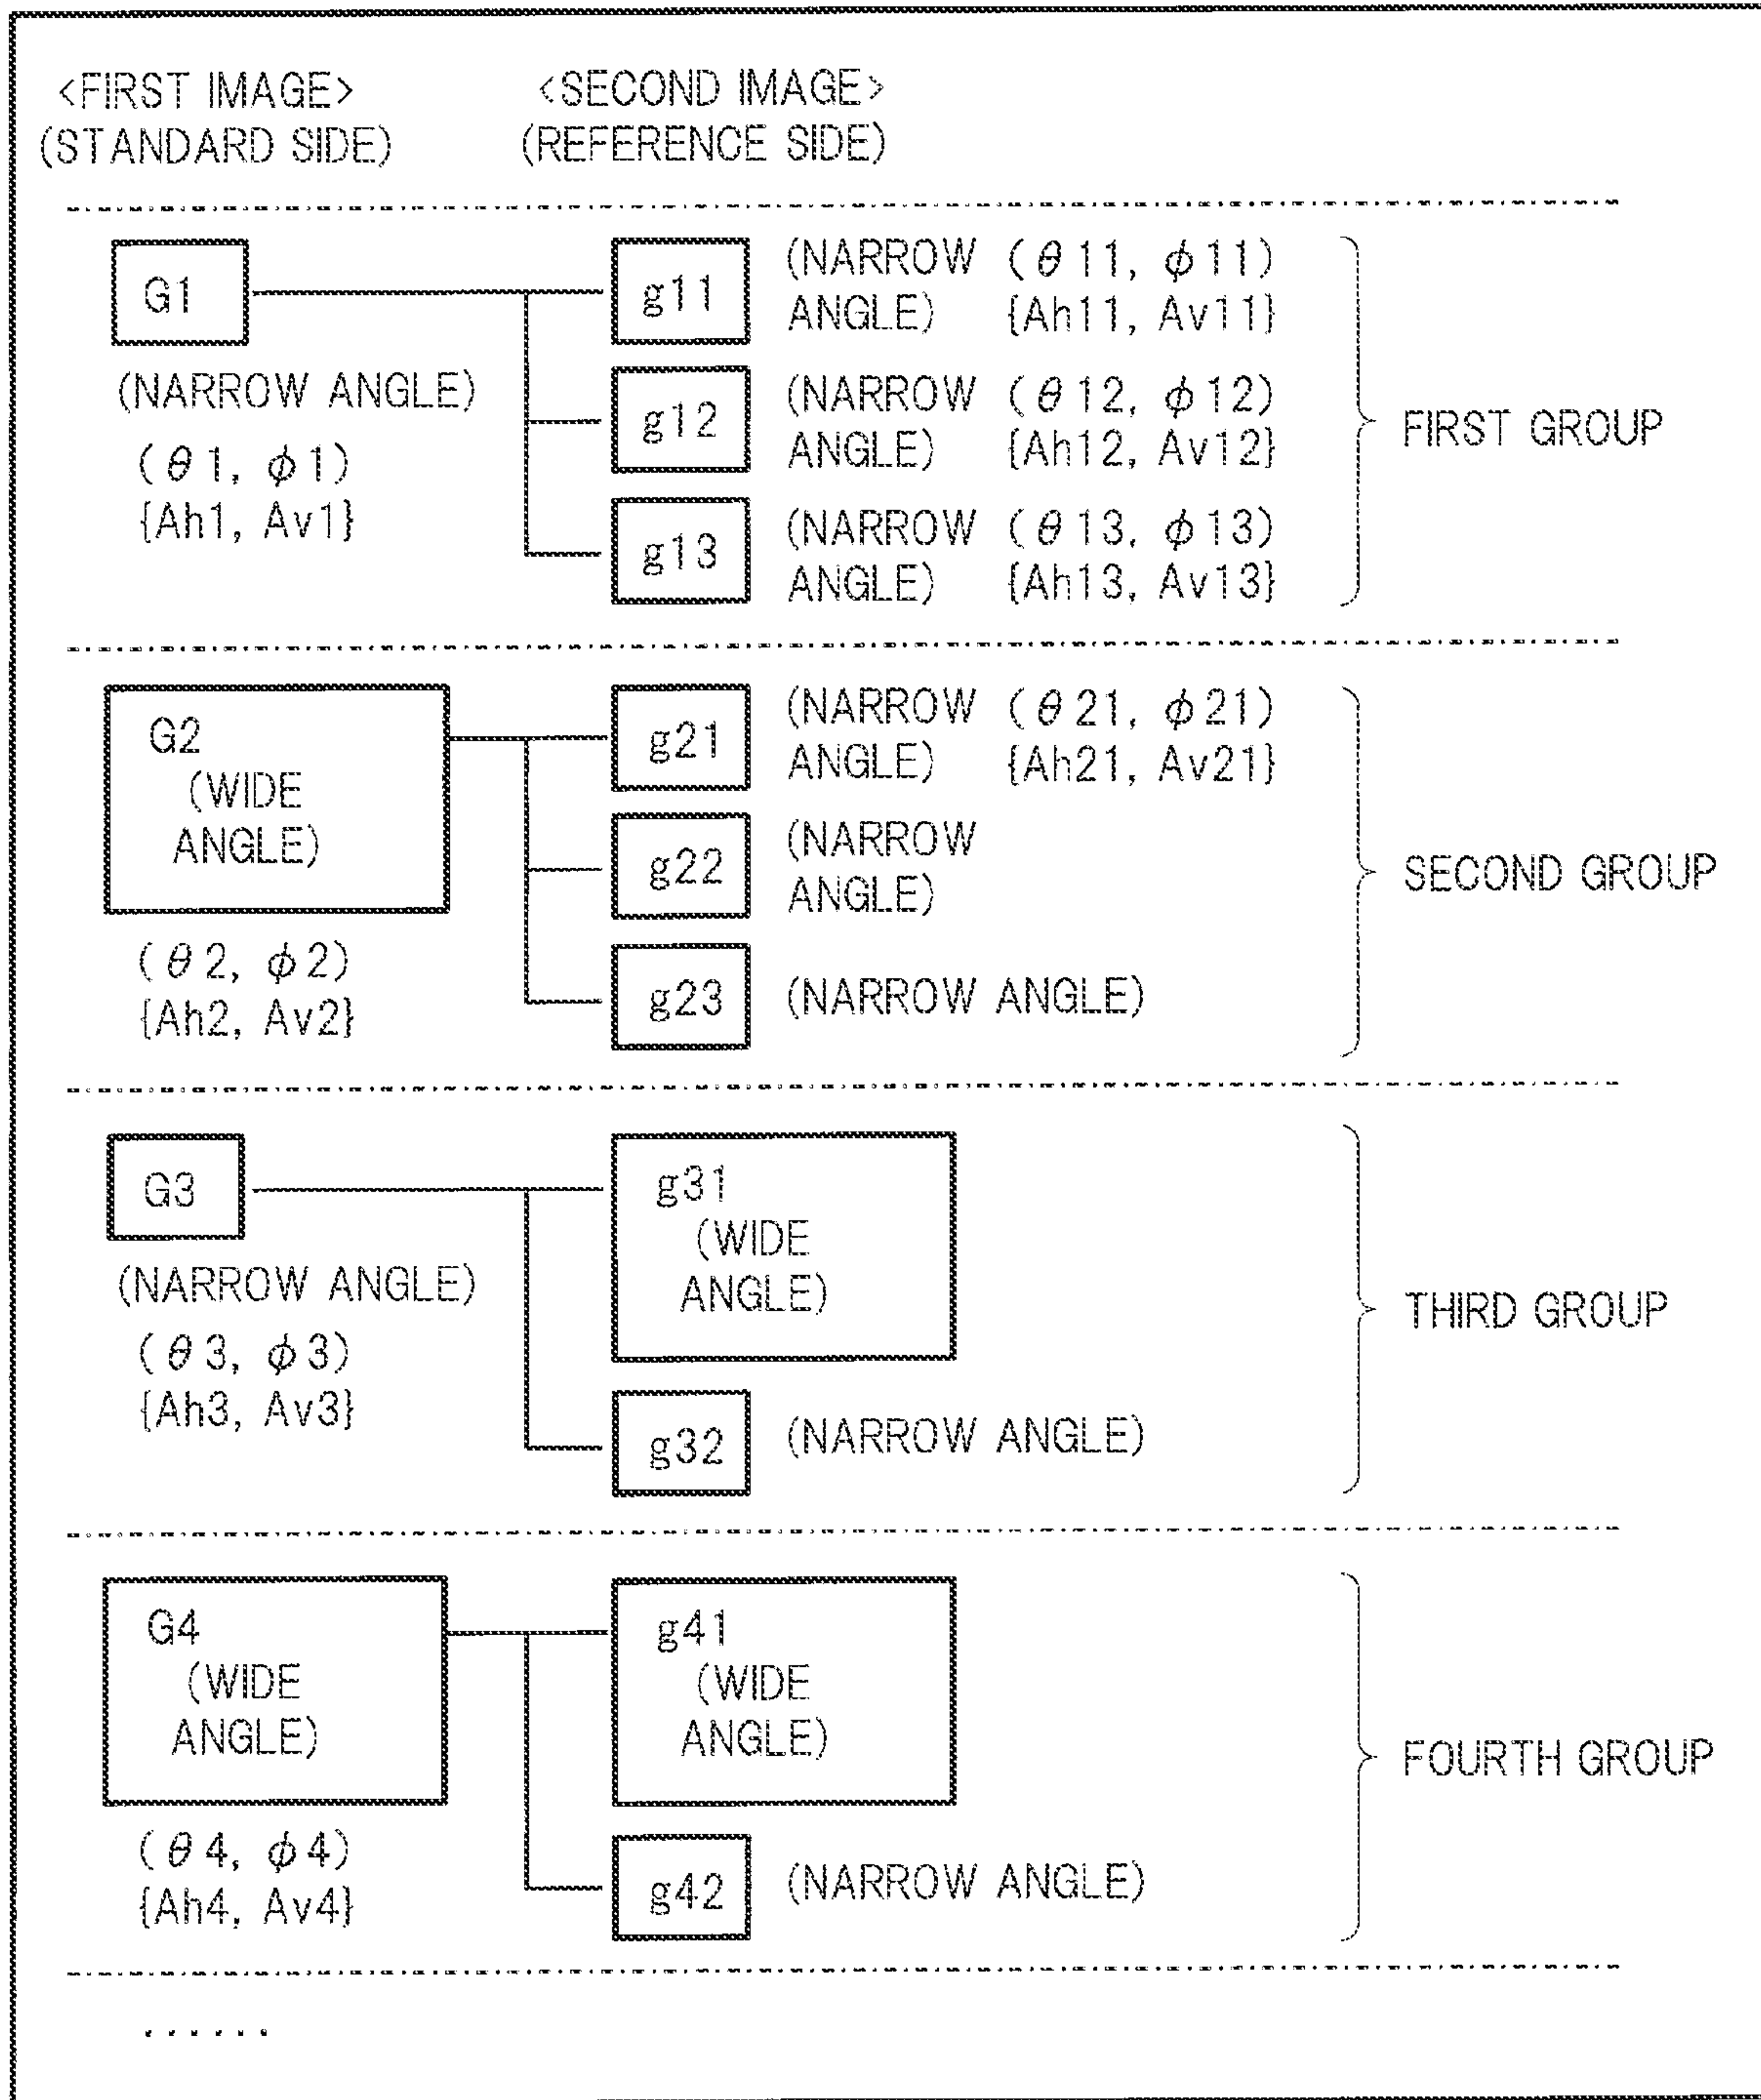 <FIRST IMAGE> <SECOND IMAGE>
(STANDARD SIDE) (REFERENCE SIDE)
G1
(NARROW ANGLE)
(θ1, φ1)
{Ah1, Av1}
g11 (NARROW (θ11, φ11)
ANGLE) {Ah11, Av11}
g12 (NARROW (θ12, φ12)
ANGLE) {Ah12, Av12}
g13 (NARROW (θ13, φ13)
ANGLE) {Ah13, Av13}
FIRST GROUP
G2
(WIDE
ANGLE)
(θ2, φ2)
{Ah2, Av2}
g21 (NARROW (θ21, φ21)
ANGLE) {Ah21, Av21}
g22 (NARROW
ANGLE)
g23 (NARROW ANGLE)
SECOND GROUP
G3
(NARROW ANGLE)
(θ3, φ3)
{Ah3, Av3}
g31
(WIDE
ANGLE)
g32 (NARROW ANGLE)
THIRD GROUP
G4
(WIDE
ANGLE)
(θ4, φ4)
{Ah4, Av4}
g41
(WIDE
ANGLE)
g42 (NARROW ANGLE)
FOURTH GROUP
......